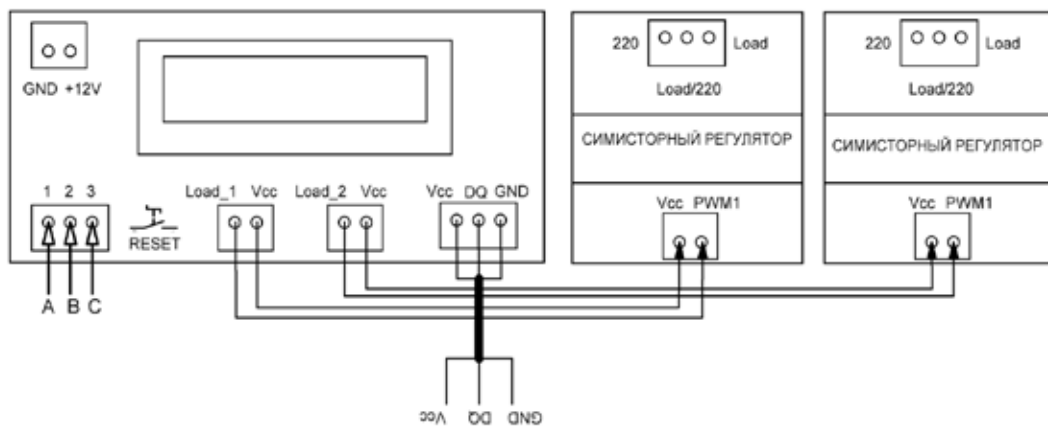 GND +12V
1 2 3
RESET
A B C
Load_1 Vcc
Load_2 Vcc
Vcc DQ GND
Vcc DQ GND
220 Load
Load/220
СИМИСТОРНЫЙ РЕГУЛЯТОР
Vcc PWM1
220 Load
Load/220
СИМИСТОРНЫЙ РЕГУЛЯТОР
Vcc PWM1